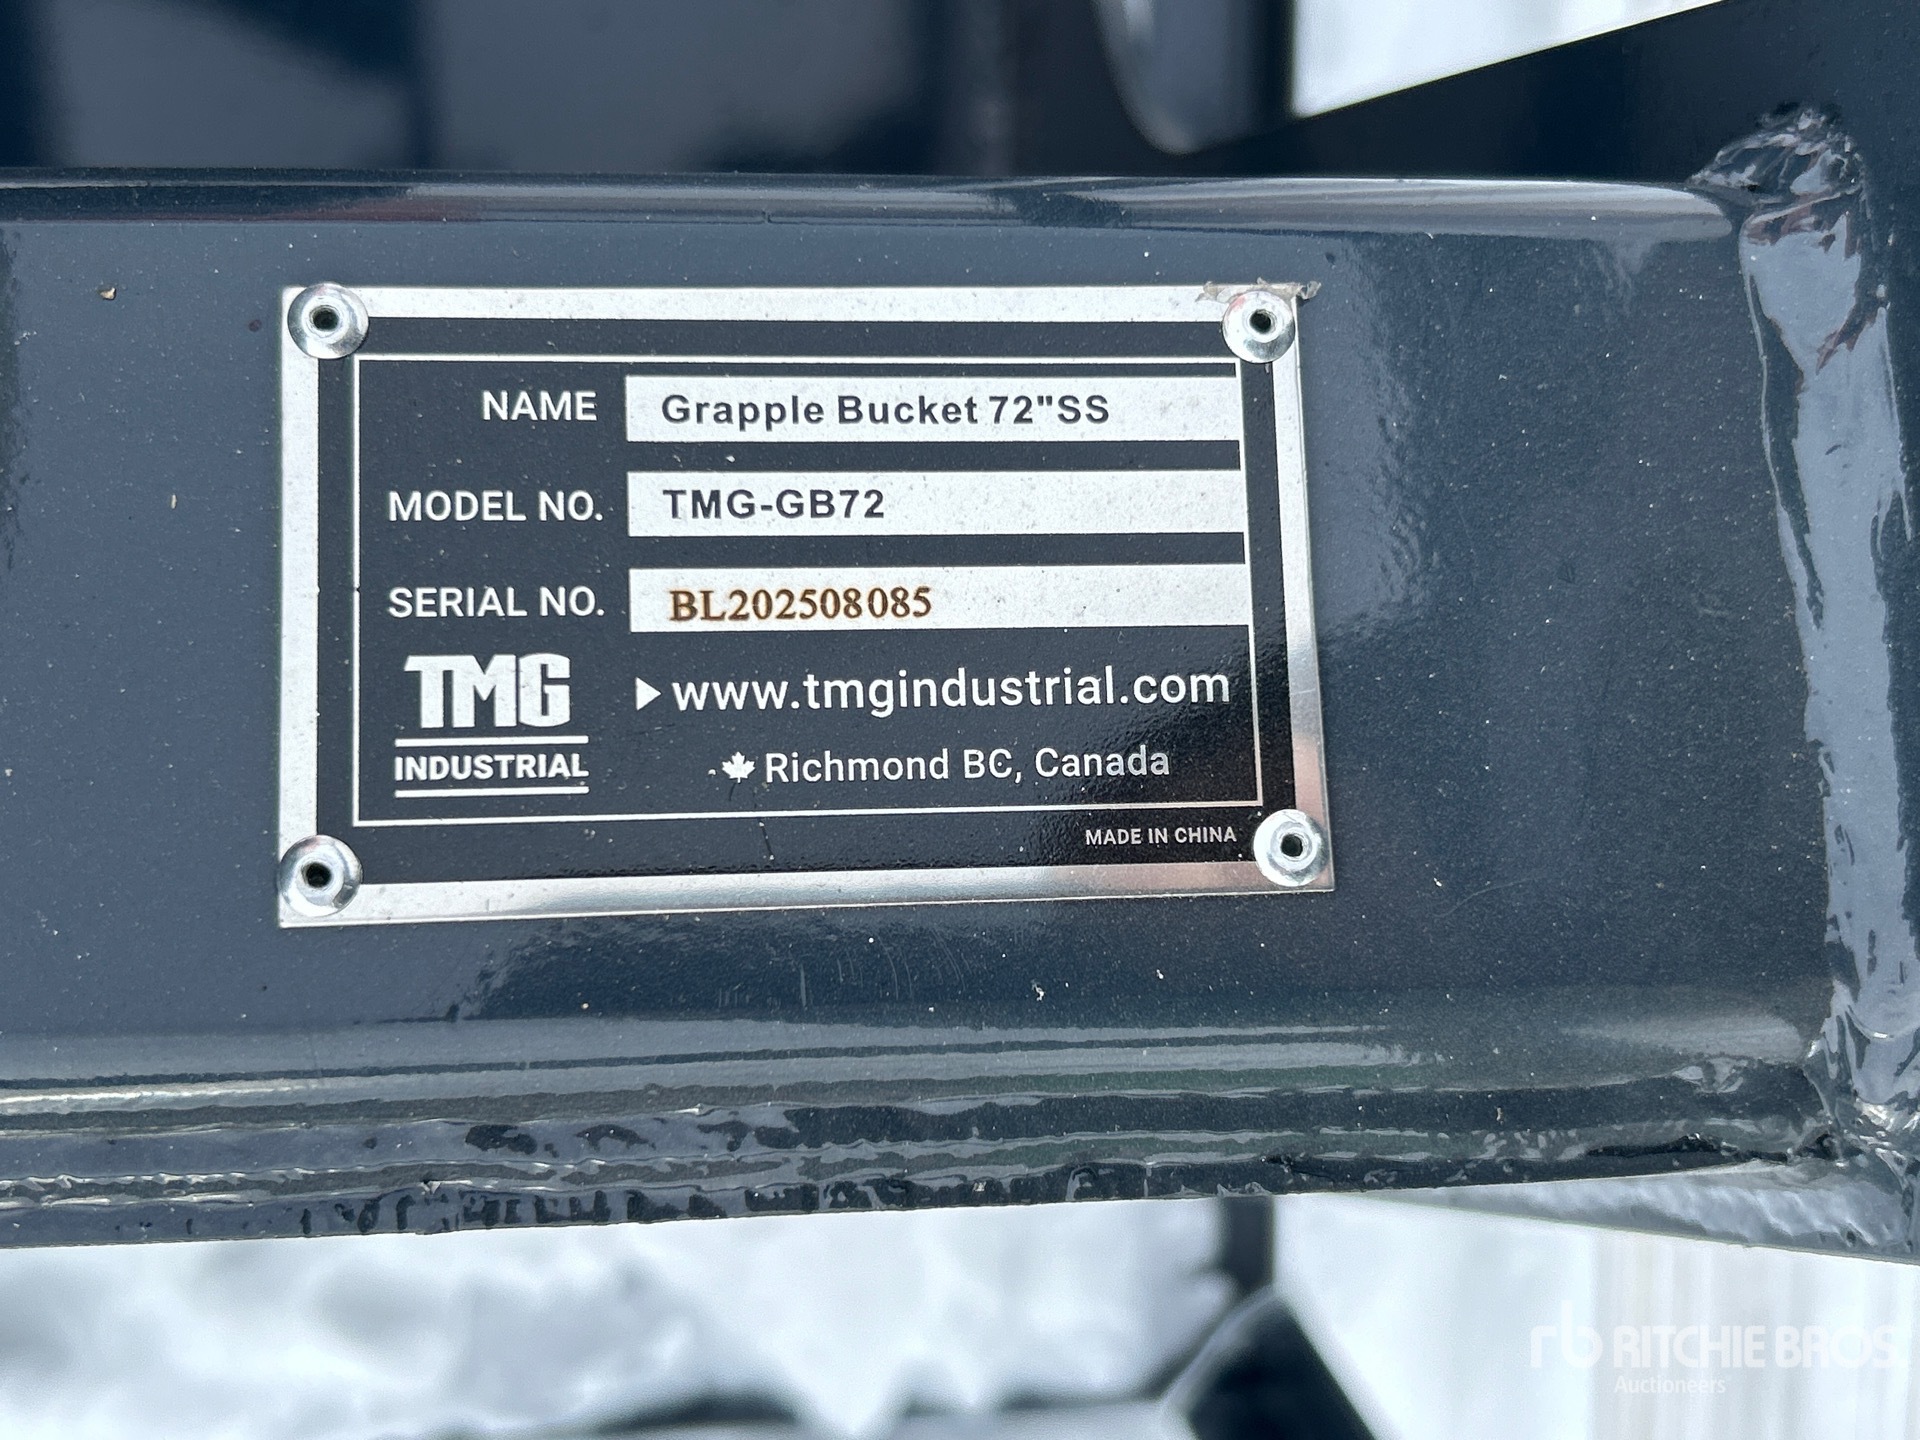 NAME Grapple Bucket 72"SS
MODEL NO. TMG-GB72
SERIAL NO. BL202508085
TMG
INDUSTRIAL
www.tmgindustrial.com
Richmond BC, Canada
MADE IN CHINA
rb RITCHIE BROS
Auctioneers